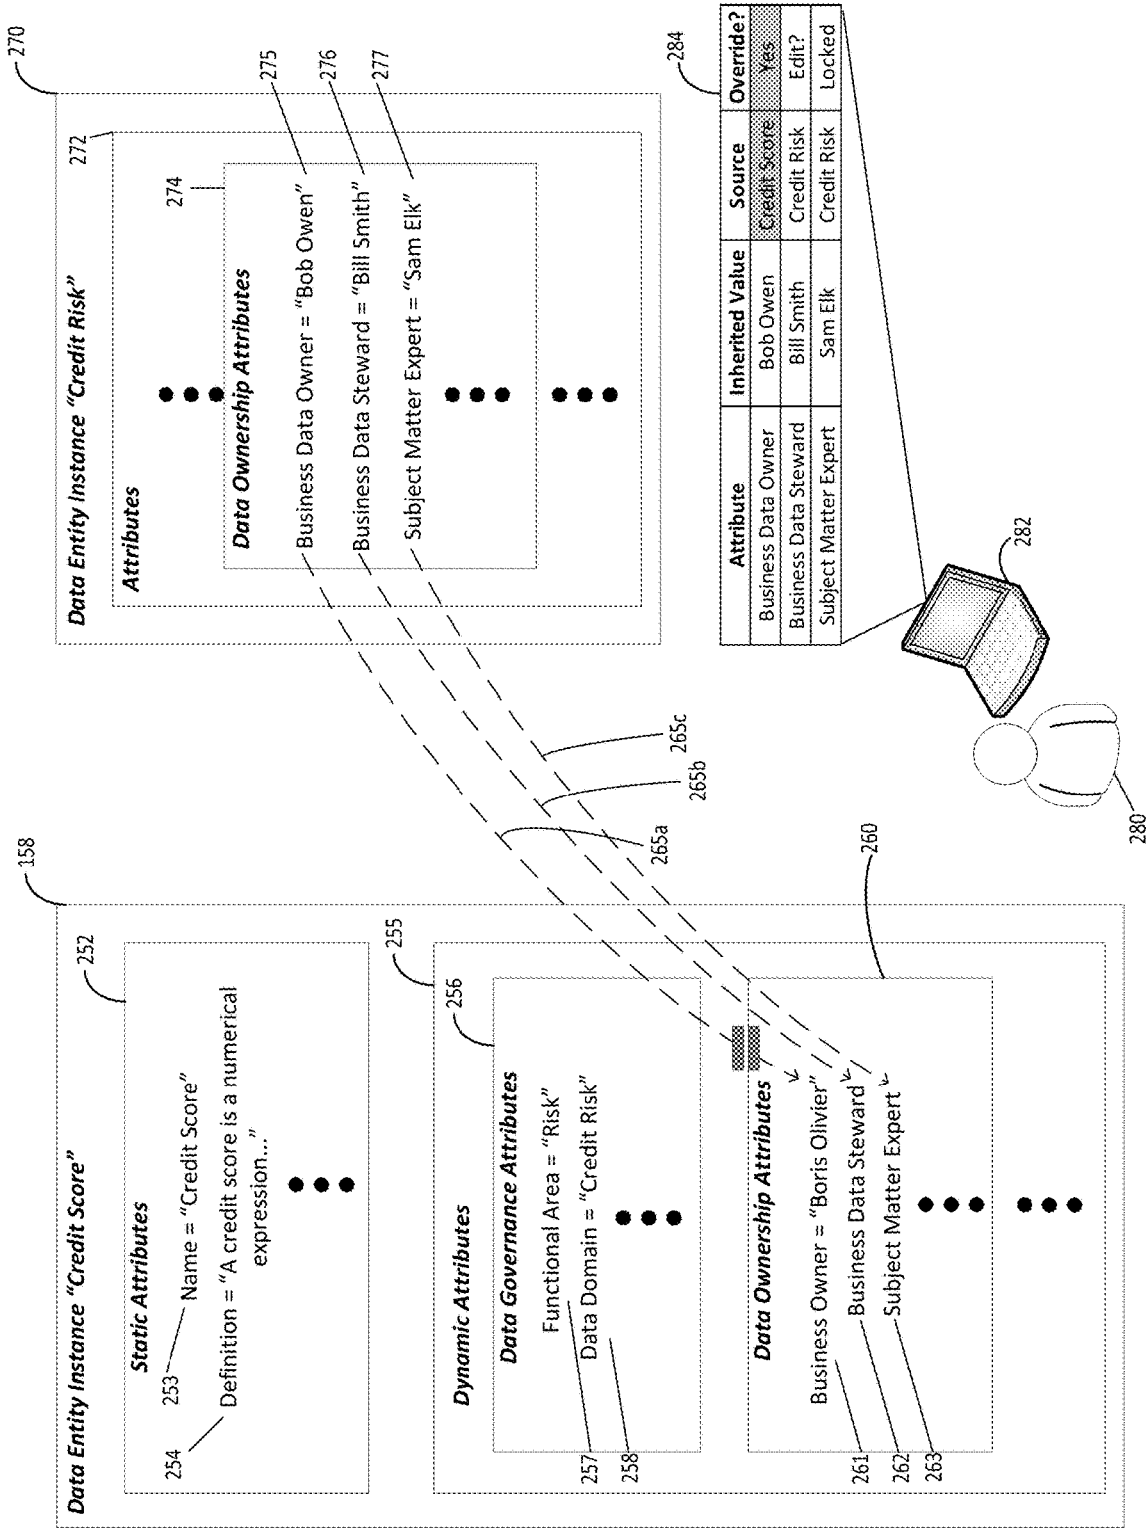 158
Data Entity Instance “Credit Score”
252
Static Attributes
253
Name = “Credit Score”
254
Definition = “A credit score is a numerical
expression...”
255
Dynamic Attributes
256
Data Governance Attributes
Functional Area = “Risk”
257
Data Domain = “Credit Risk”
258
260
Data Ownership Attributes
Business Owner = “Boris Olivier”
261
Business Data Steward
262
Subject Matter Expert
263
265a
265b
265c
270
Data Entity Instance “Credit Risk”
272
Attributes
274
Data Ownership Attributes
Business Data Owner = “Bob Owen”
275
Business Data Steward = “Bill Smith”
276
Subject Matter Expert = “Sam Elk”
277
284
Attribute Inherited Value Source Override?
Business Data Owner Bob Owen Credit Score Yes
Business Data Steward Bill Smith Credit Risk Edit?
Subject Matter Expert Sam Elk Credit Risk Locked
282
280